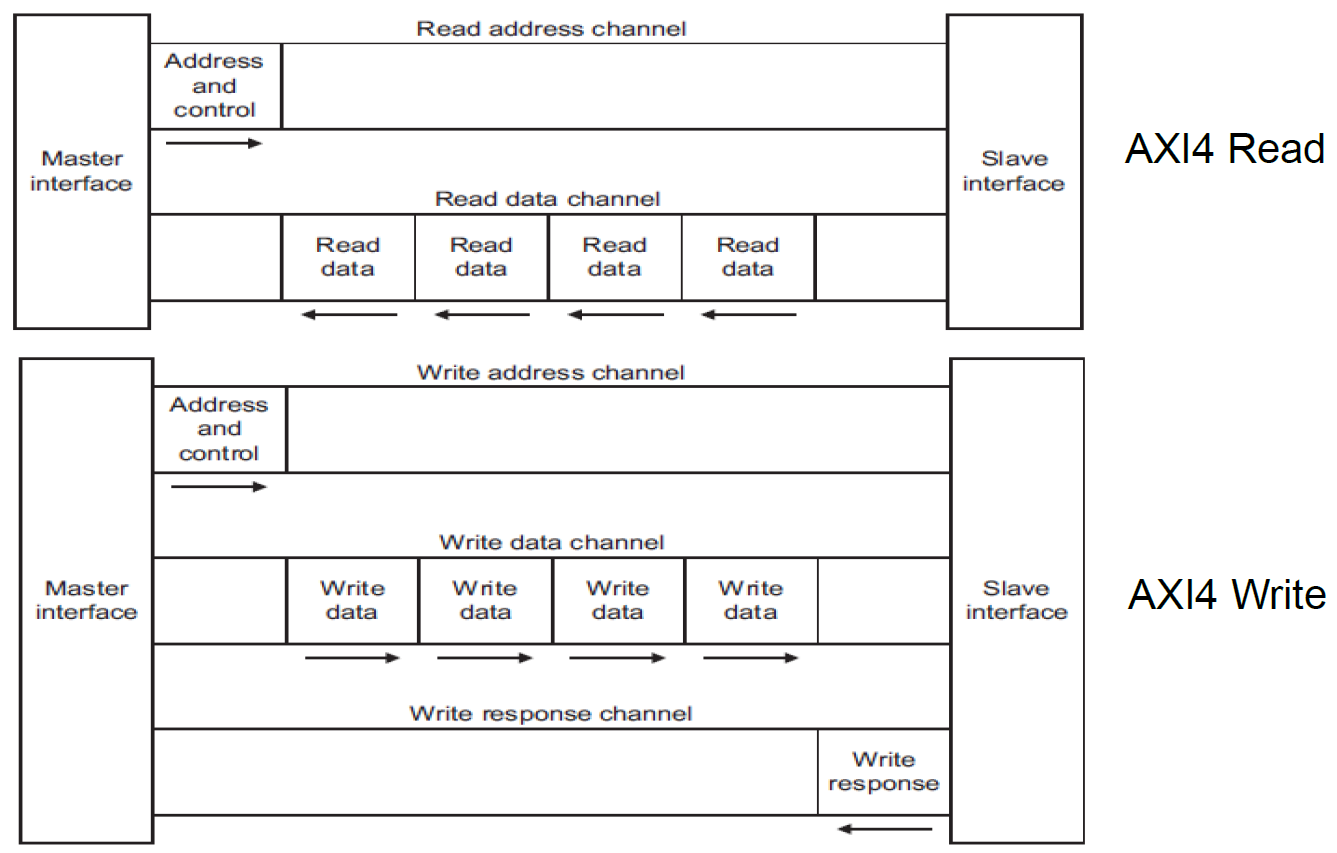 Read address channel
Address
and
control
Master
interface
Slave
interface
AXI4 Read
Read data channel
Read
data
Read
data
Read
data
Read
data
Write address channel
Address
and
control
Write data channel
Master
interface
Write
data
Write
data
Write
data
Write
data
Slave
interface
AXI4 Write
Write response channel
Write
response